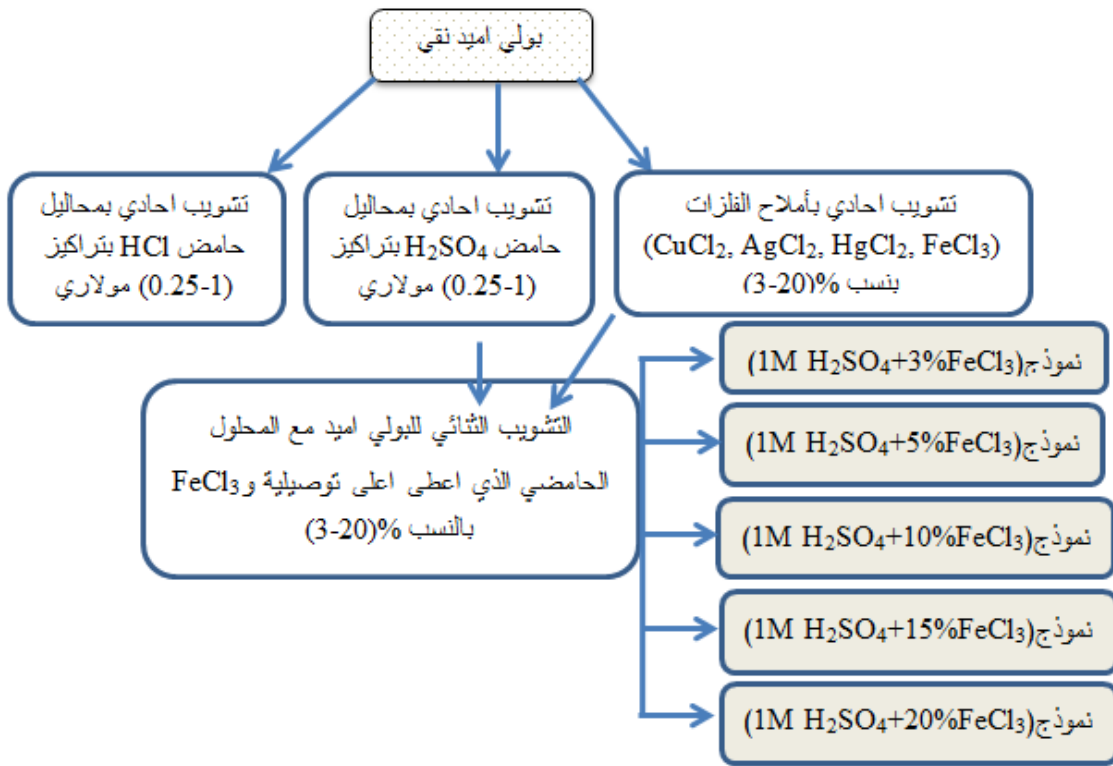 بولي اميد نقي
تشويب احادي بأملاح الفلزات
(CuCl₂, AgCl₂, HgCl₂, FeCl₃)
بنسب %(3-20)
تشويب احادي بمحاليل
حامض H₂SO₄ بتراكيز
(0.25-1) مولاري
تشويب احادي بمحاليل
حامض HCl بتراكيز
(0.25-1) مولاري
التشويب الثنائي للبولي اميد مع المحلول
الحامضي الذي اعطى اعلى توصيلية و FeCl₃
بالنسب %(3-20)
نموذج(1M H₂SO₄+3%FeCl₃)
نموذج(1M H₂SO₄+5%FeCl₃)
نموذج(1M H₂SO₄+10%FeCl₃)
نموذج(1M H₂SO₄+15%FeCl₃)
نموذج(1M H₂SO₄+20%FeCl₃)